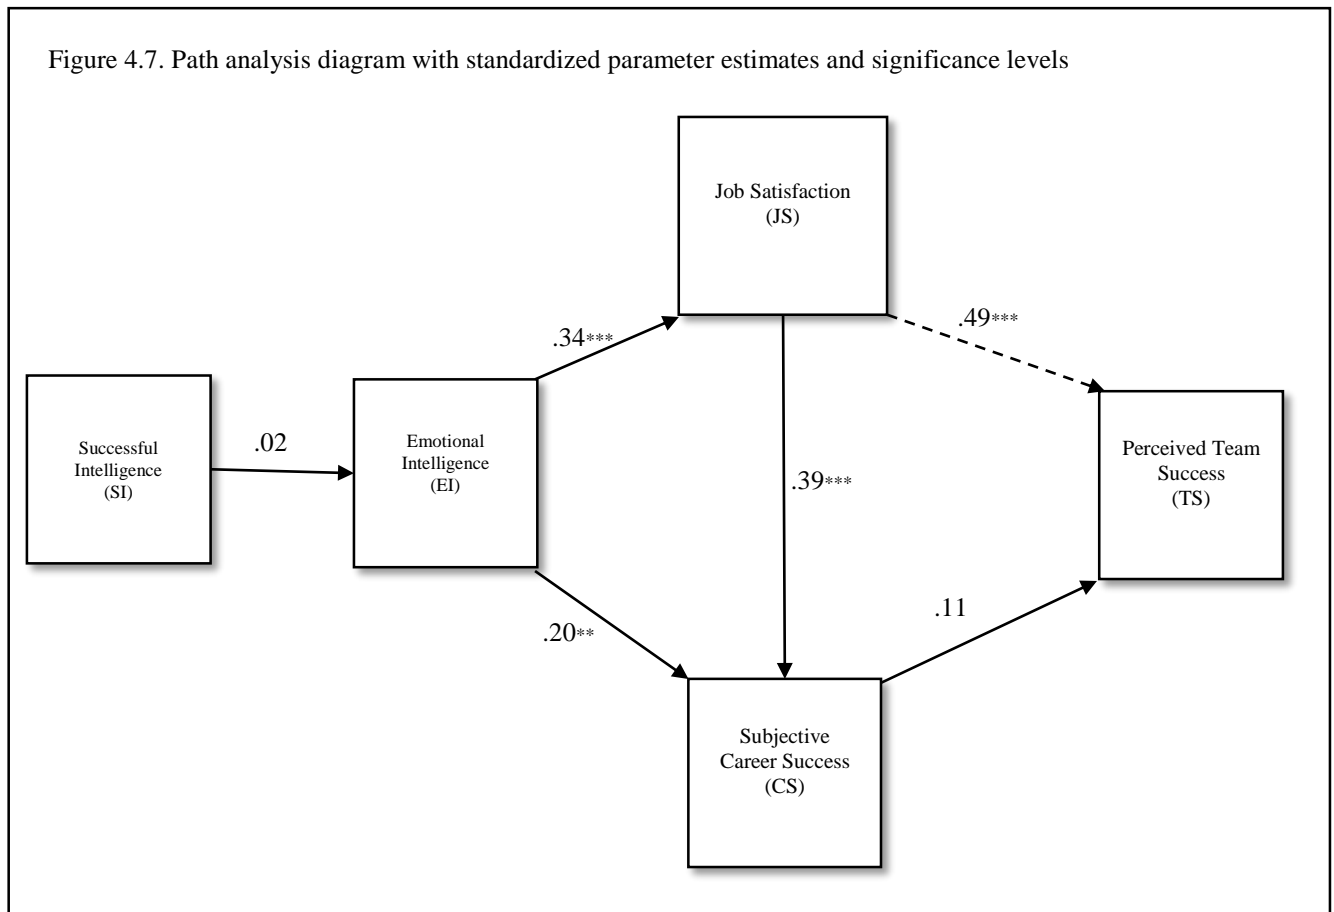 Figure 4.7. Path analysis diagram with standardized parameter estimates and significance levels
Job Satisfaction
(JS)
.49***
.34***
Successful
Intelligence
(SI)
.02
Emotional
Intelligence
(EI)
.39***
Perceived Team
Success
(TS)
.20**
.11
Subjective
Career Success
(CS)